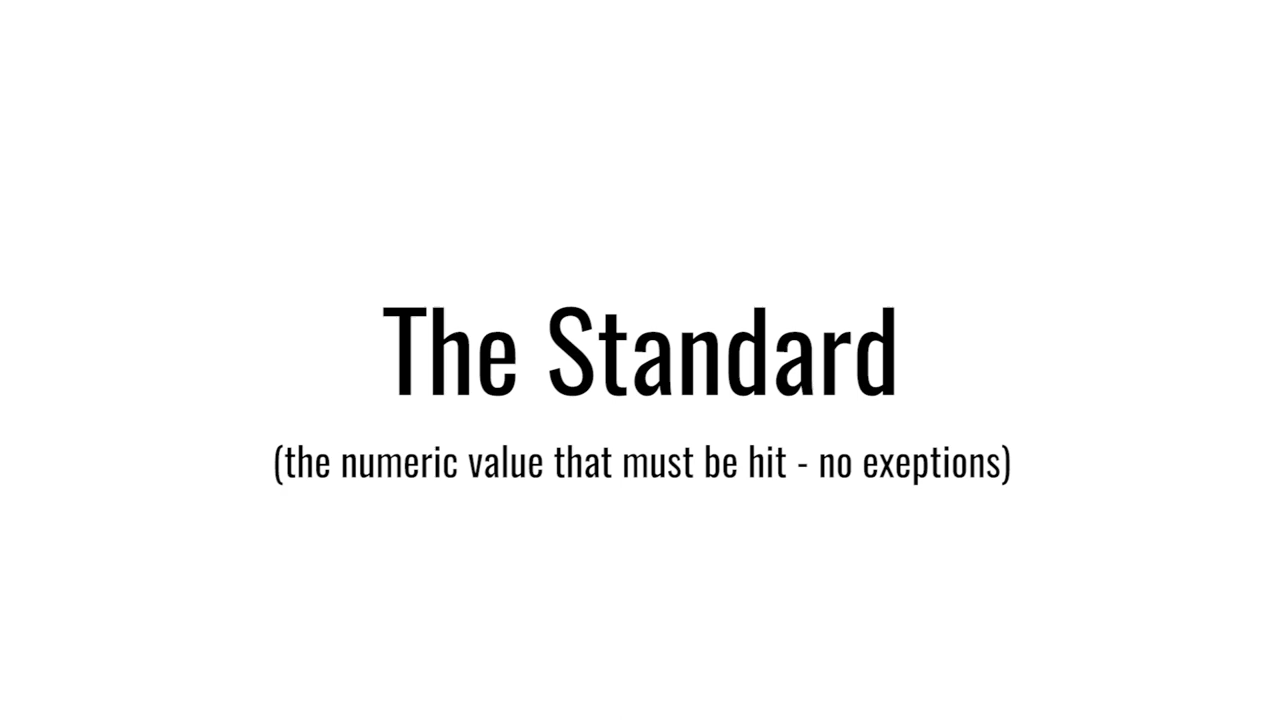 The Standard
(the numeric value that must be hit - no exeptions)